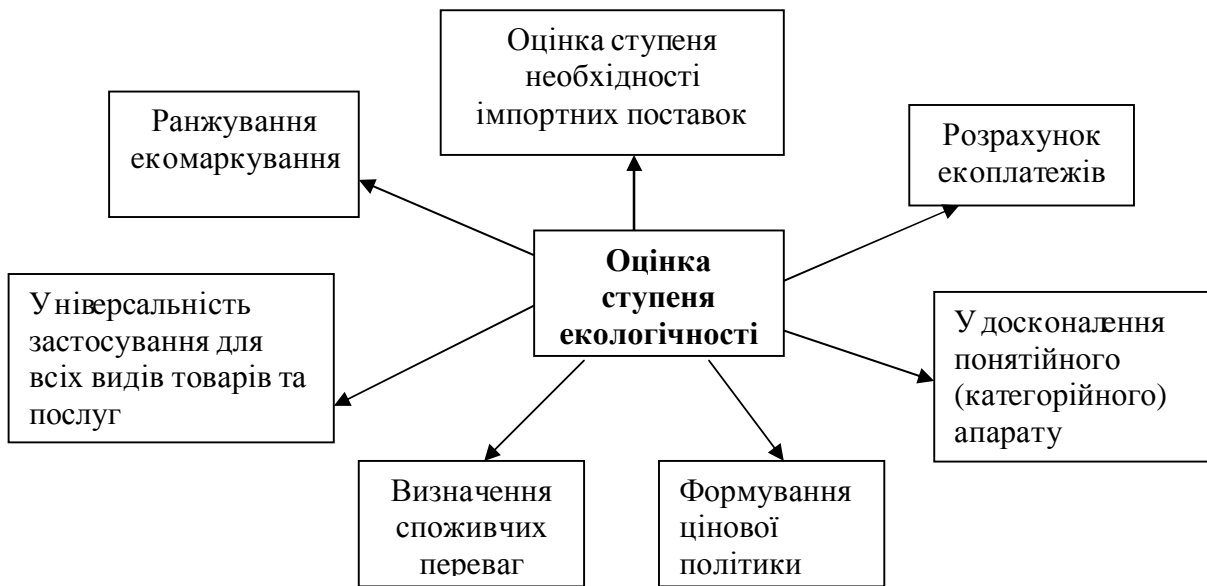 Оцінка ступеня
необхідності
імпортних поставок
Ранжування
екомаркування
Розрахунок
екоплатежів
Оцінка
ступеня
екологічності
Універсальність
застосування для
всіх видів товарів та
послуг
Удосконалення
понятійного
(категорійного)
апарату
Визначення
споживчих
переваг
Формування
цінової
політики